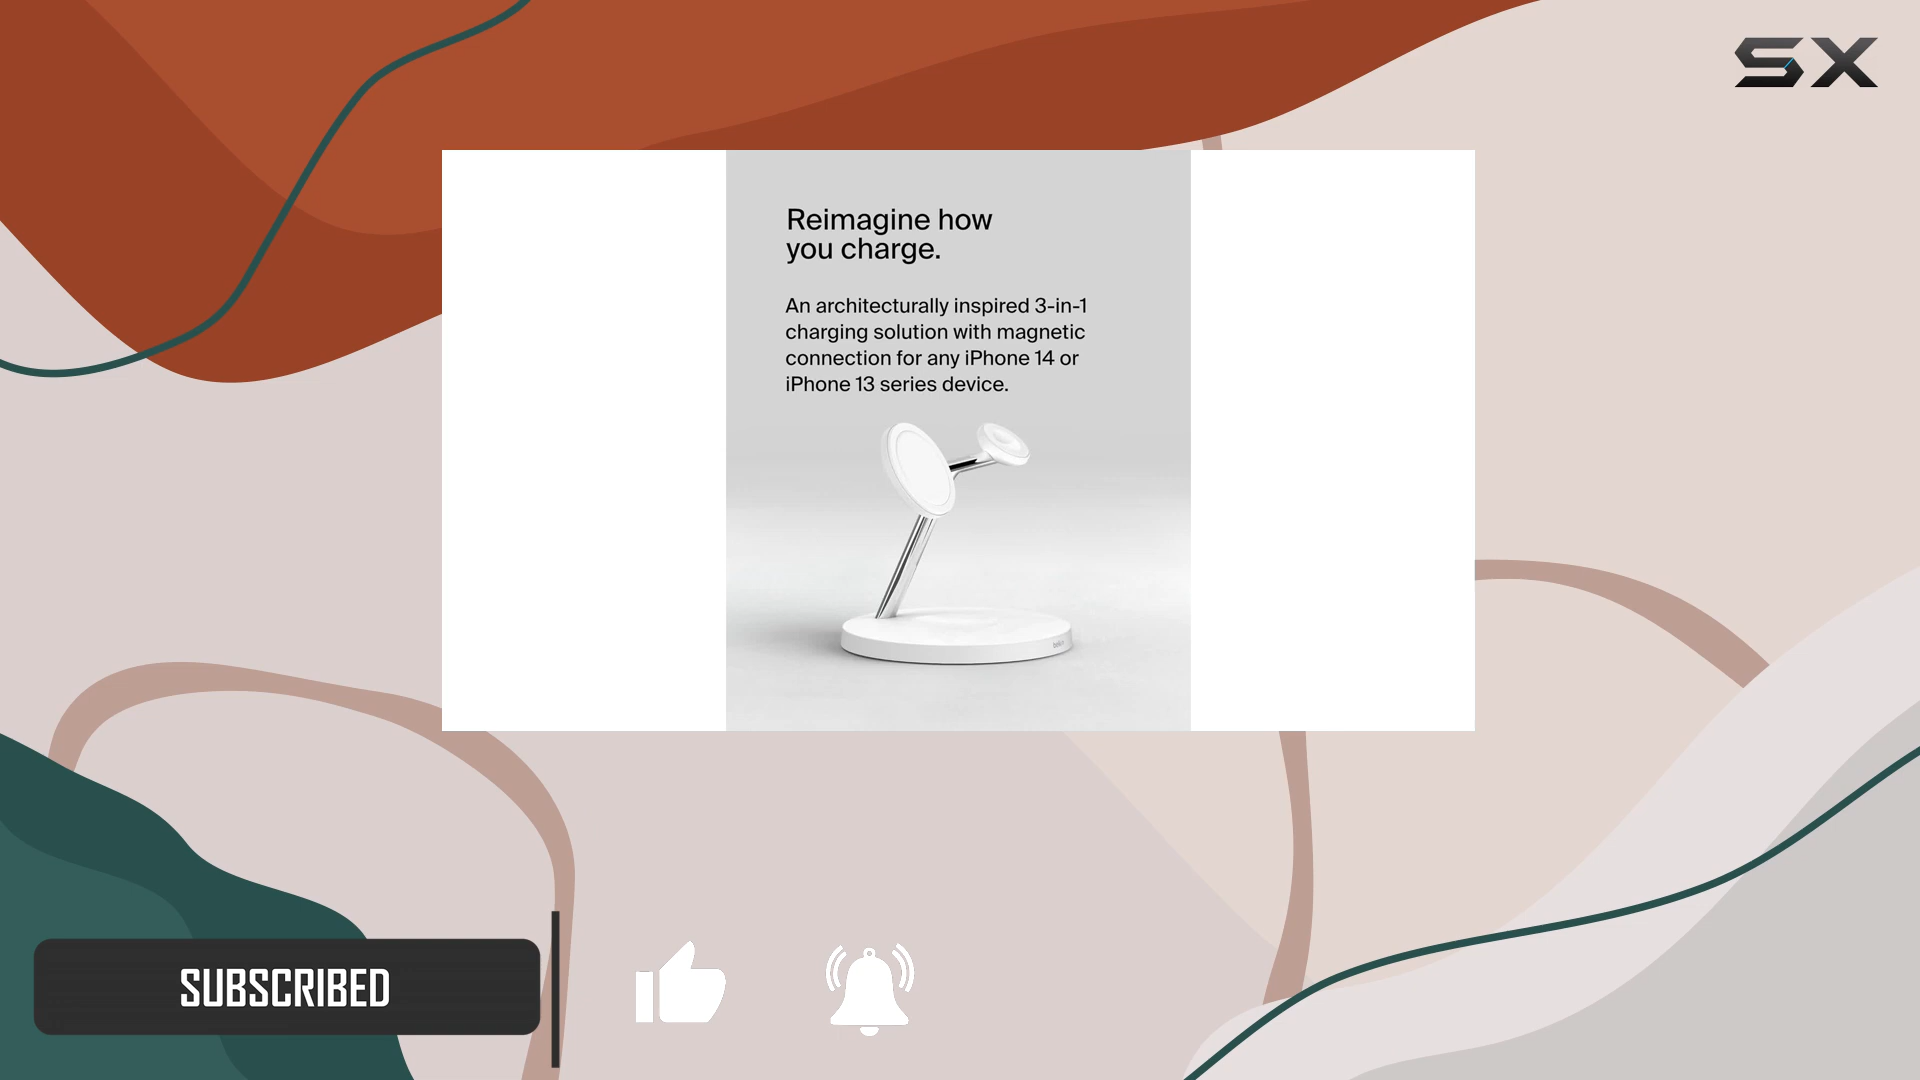 SX
Reimagine how
you charge.
An architecturally inspired 3-in-1
charging solution with magnetic
connection for any iPhone 14 or
iPhone 13 series device.
belkin
SUBSCRIBED